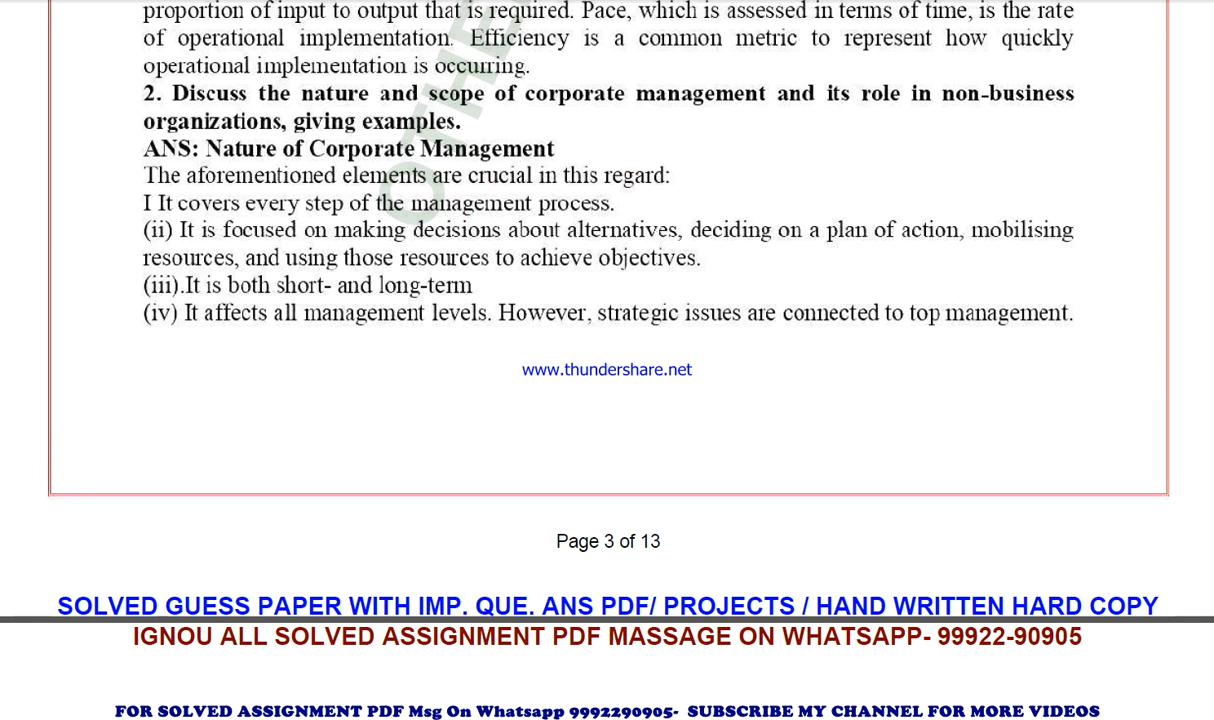 proportion of input to output that is required. Pace, which is assessed in terms of time, is the rate
of operational implementation. Efficiency is a common metric to represent how quickly
operational implementation is occurring.
2. Discuss the nature and scope of corporate management and its role in non-business
organizations, giving examples.
ANS: Nature of Corporate Management
The aforementioned elements are crucial in this regard:
I It covers every step of the management process.
(ii) It is focused on making decisions about alternatives, deciding on a plan of action, mobilising
resources, and using those resources to achieve objectives.
(iii).It is both short- and long-term
(iv) It affects all management levels. However, strategic issues are connected to top management.
www.thundershare.net
Page 3 of 13
SOLVED GUESS PAPER WITH IMP. QUE. ANS PDF/ PROJECTS / HAND WRITTEN HARD COPY
IGNOU ALL SOLVED ASSIGNMENT PDF MASSAGE ON WHATSAPP- 99922-90905
FOR SOLVED ASSIGNMENT PDF Msg On Whatsapp 9992290905- SUBSCRIBE MY CHANNEL FOR MORE VIDEOS